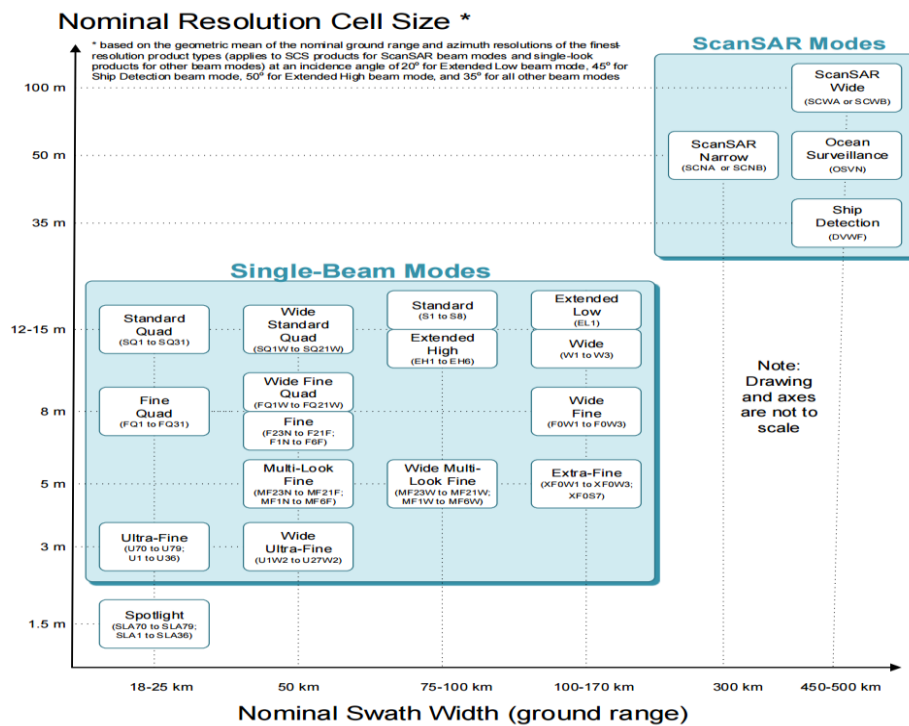 Nominal Resolution Cell Size *
* based on the geometric mean of the nominal ground range and azimuth resolutions of the finest-
resolution product types (applies to SCS products for ScanSAR beam modes and single-look
products for other beam modes) at an incidence angle of 20° for Extended Low beam mode, 45° for
Ship Detection beam mode, 50° for Extended High beam mode, and 35° for all other beam modes
ScanSAR Modes
100 m
ScanSAR
Wide
(SCWA or SCWB)
50 m
ScanSAR
Narrow
(SCNA or SCNB)
Ocean
Surveillance
(OSVN)
35 m
Ship
Detection
(DVWF)
Single-Beam Modes
12-15 m
Standard
Quad
(SQ1 to SQ31)
Wide
Standard
Quad
(SQ1W to SQ21W)
Standard
(S1 to S8)
Extended
High
(EH1 to EH6)
Extended
Low
(EL1)
Wide
(W1 to W3)
8 m
Fine
Quad
(FQ1 to FQ31)
Wide Fine
Quad
(FQ1W to FQ21W)
Fine
(F23N to F21F;
F1N to F6F)
Wide
Fine
(F0W1 to F0W3)
Note:
Drawing
and axes
are not to
scale
5 m
Multi-Look
Fine
(MF23N to MF21F;
MF1N to MF6F)
Wide Multi-
Look Fine
(MF23W to MF21W;
MF1W to MF6W)
Extra-Fine
(XF0W1 to XF0W3;
XF0S7)
3 m
Ultra-Fine
(U70 to U79;
U1 to U36)
Wide
Ultra-Fine
(U1W2 to U27W2)
1.5 m
Spotlight
(SLA70 to SLA79;
SLA1 to SLA36)
18-25 km
50 km
75-100 km
100-170 km
300 km
450-500 km
Nominal Swath Width (ground range)